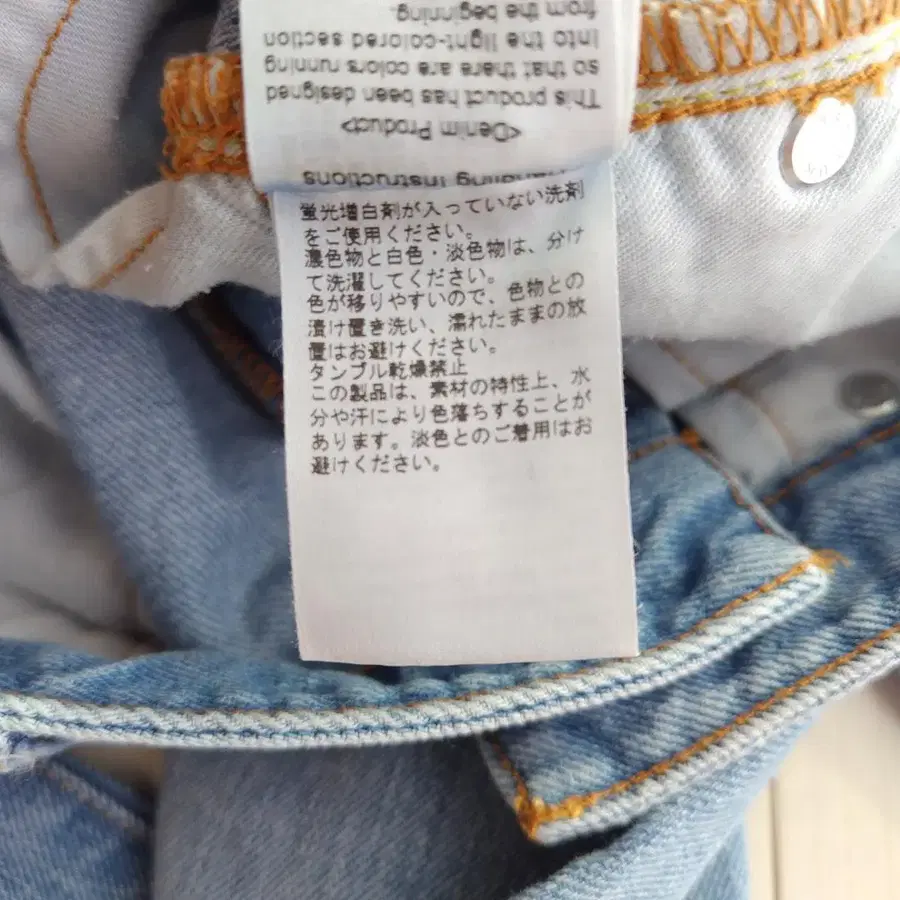 Handling Instructions
<Denim Product>
This product has been designed
so that there are colors running
into the light-colored section
from the beginning.
蛍光増白剤が入っていない洗剤
をご使用ください。
濃色物と白色・淡色物は、分け
て洗濯してください。
色が移りやすいので、色物との
漬け置き洗い、濡れたままの放
置はお避けください。
タンブル乾燥禁止
この製品は、素材の特性上、水
分や汗により色落ちすることが
あります。淡色とのご着用はお
避けください。